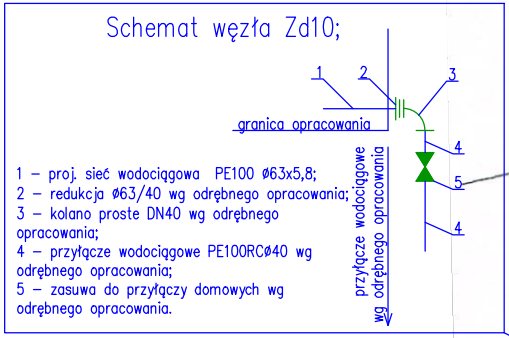 Schemat węzła Zd10;
1
2
3
granica opracowania
4
5
4
przyłącze wodociągowe
wg odrębnego opracowania
1 – proj. sieć wodociągowa PE100 Ø63x5,8;
2 – redukcja Ø63/40 wg odrębnego opracowania;
3 – kolano proste DN40 wg odrębnego
opracowania;
4 – przyłącze wodociągowe PE100RCØ40 wg
odrębnego opracowania;
5 – zasuwa do przyłączy domowych wg
odrębnego opracowania.